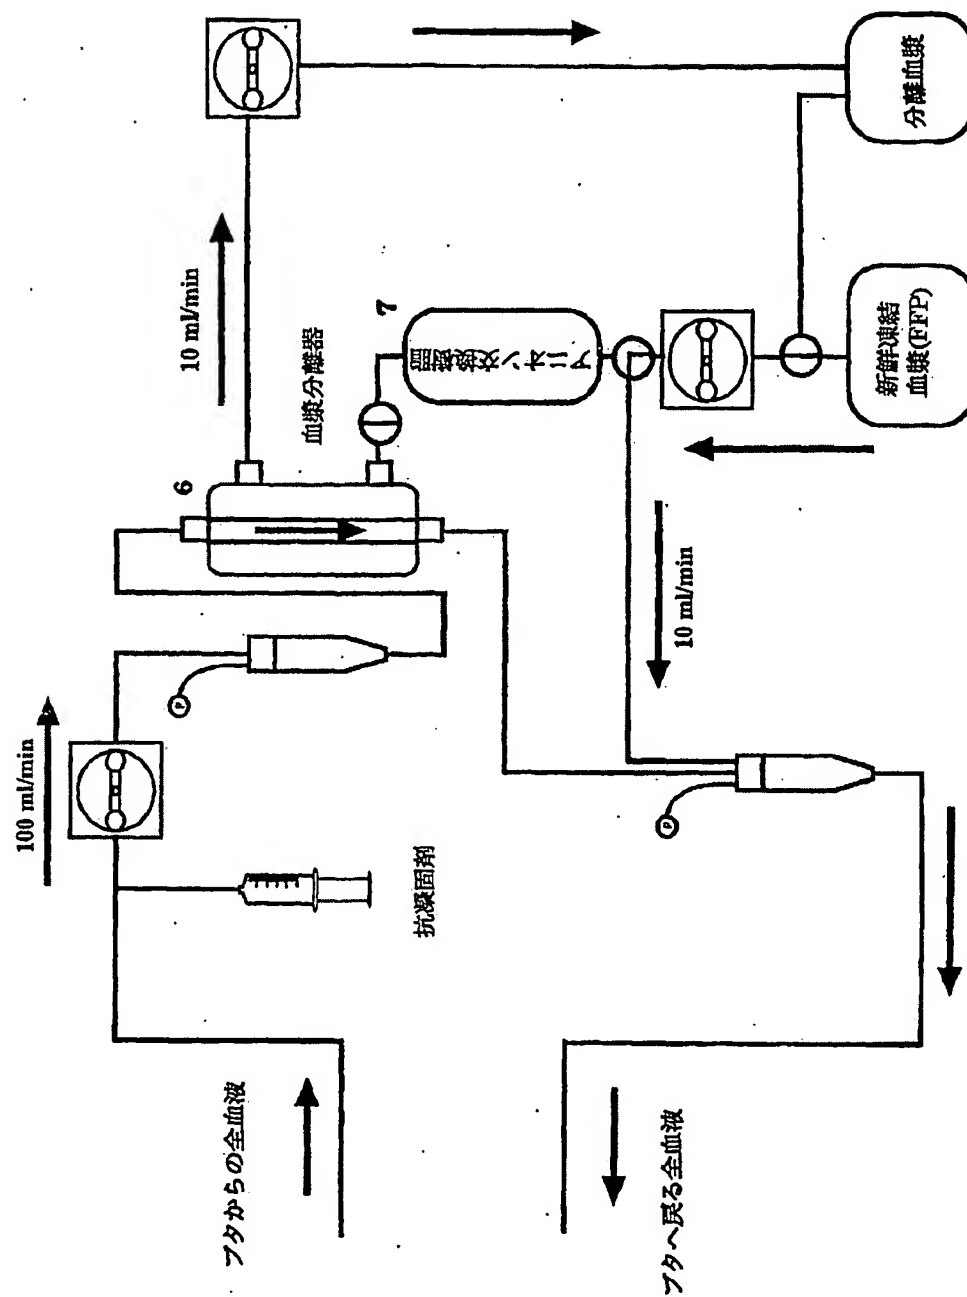 100 ml/min
ブタからの全血液
抗凝固剤
P
6
10 ml/min
血漿分離器
7
P
10 ml/min
ブタへ戻る全血液
新鮮凍結
血漿(FFP)
分離血漿